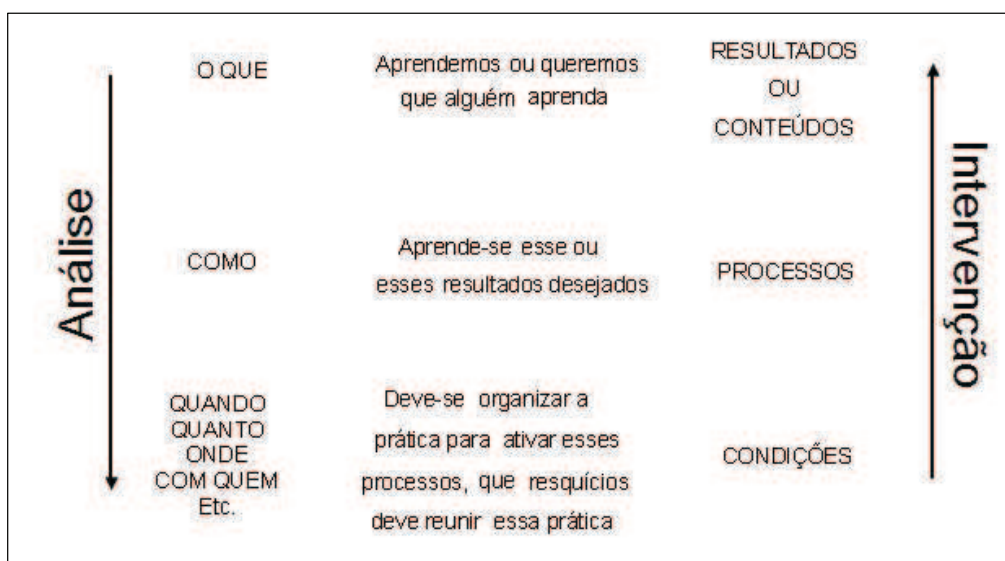 Análise
O QUE
Aprendemos ou queremos
que alguém aprenda
RESULTADOS
OU
CONTEÚDOS
COMO
Aprende-se esse ou
esses resultados desejados
PROCESSOS
QUANDO
QUANTO
ONDE
COM QUEM
Etc.
Deve-se organizar a
prática para ativar esses
processos, que resquícios
deve reunir essa prática
CONDIÇÕES
Intervenção